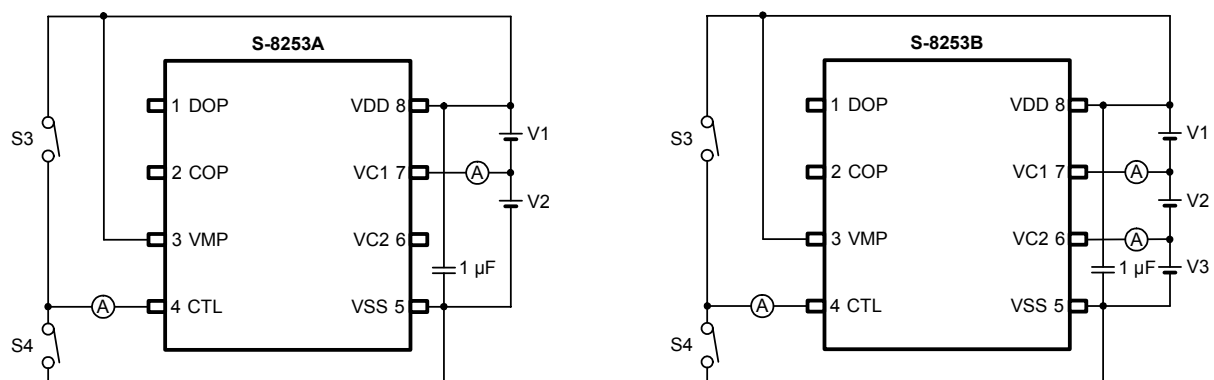 S-8253A
1 DOP
VDD 8
S3
V1
2 COP
VC1 7
A
V2
3 VMP
VC2 6
1 µF
A
4 CTL
VSS 5
S4
S-8253B
1 DOP
VDD 8
S3
V1
2 COP
VC1 7
A
V2
3 VMP
VC2 6
A
1 µF
V3
A
4 CTL
VSS 5
S4